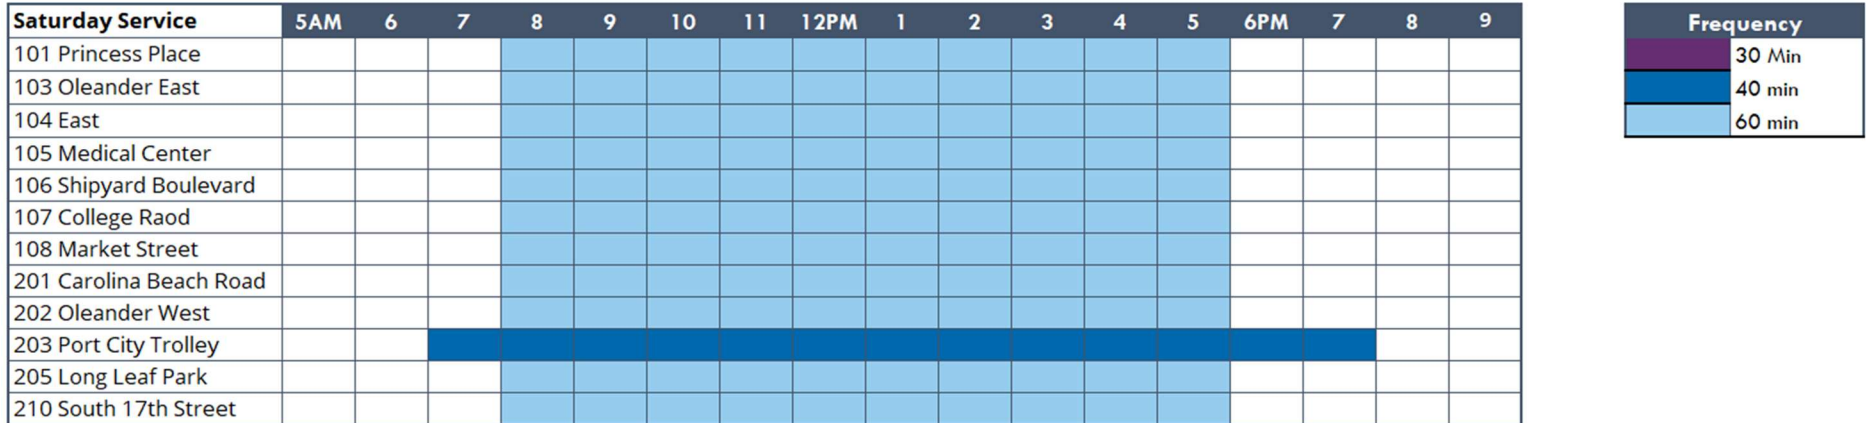 Saturday Service 5AM 6 7 8 9 10 11 12PM 1 2 3 4 5 6PM 7 8 9
101 Princess Place
103 Oleander East
104 East
105 Medical Center
106 Shipyard Boulevard
107 College Raod
108 Market Street
201 Carolina Beach Road
202 Oleander West
203 Port City Trolley
205 Long Leaf Park
210 South 17th Street
Frequency
30 Min
40 min
60 min